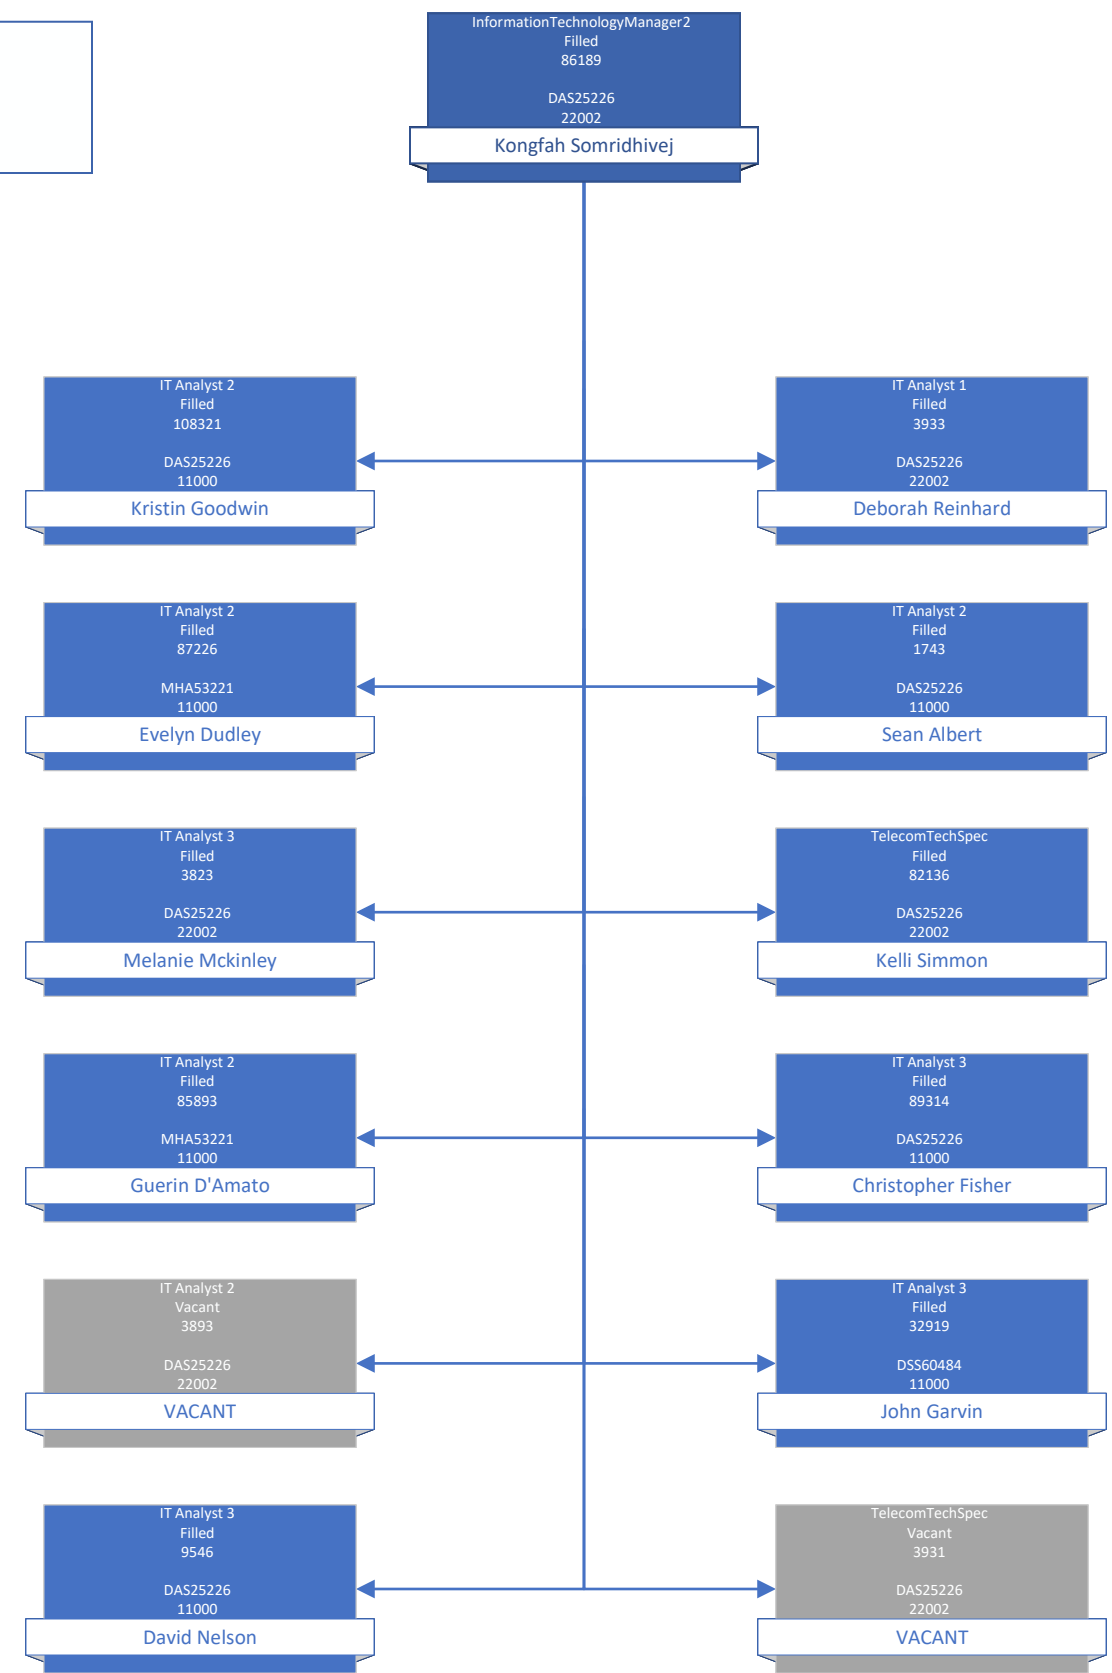 InformationTechnologyManager2
Filled
86189
DAS25226
22002
Kongfah Somridhivej
IT Analyst 2
Filled
108321
DAS25226
11000
Kristin Goodwin
IT Analyst 1
Filled
3933
DAS25226
22002
Deborah Reinhard
IT Analyst 2
Filled
87226
MHA53221
11000
Evelyn Dudley
IT Analyst 2
Filled
1743
DAS25226
11000
Sean Albert
IT Analyst 3
Filled
3823
DAS25226
22002
Melanie Mckinley
TelecomTechSpec
Filled
82136
DAS25226
22002
Kelli Simmon
IT Analyst 2
Filled
85893
MHA53221
11000
Guerin D'Amato
IT Analyst 3
Filled
89314
DAS25226
11000
Christopher Fisher
IT Analyst 2
Vacant
3893
DAS25226
22002
VACANT
IT Analyst 3
Filled
32919
DSS60484
11000
John Garvin
IT Analyst 3
Filled
9546
DAS25226
11000
David Nelson
TelecomTechSpec
Vacant
3931
DAS25226
22002
VACANT